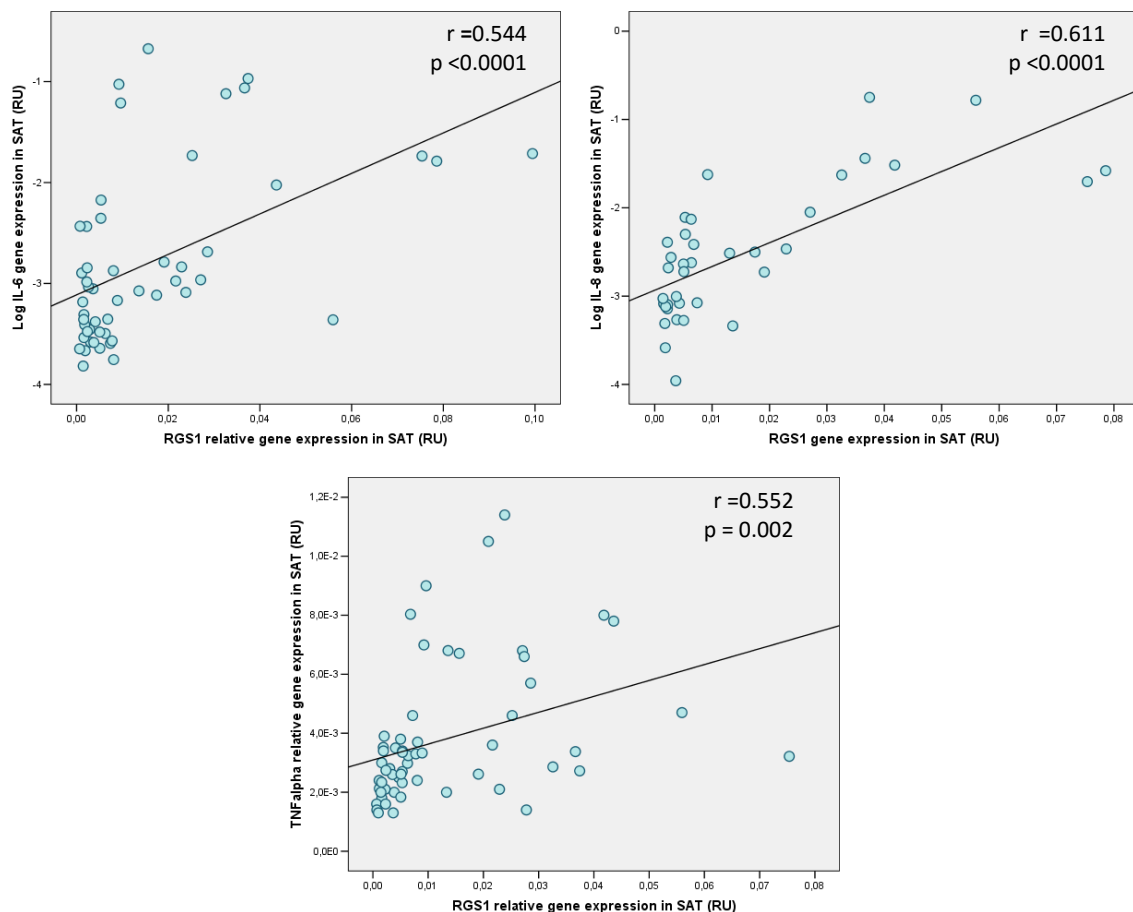 r =0.544
p <0.0001
Log IL-6 gene expression in SAT (RU)
-1
-2
-3
-4
0,00 0,02 0,04 0,06 0,08 0,10
RGS1 relative gene expression in SAT (RU)
r =0.611
p <0.0001
Log IL-8 gene expression in SAT (RU)
0
-1
-2
-3
-4
0,00 0,01 0,02 0,03 0,04 0,05 0,06 0,07 0,08
RGS1 gene expression in SAT (RU)
r =0.552
p = 0.002
TNFalpha relative gene expression in SAT (RU)
1,2E-2
1,0E-2
8,0E-3
6,0E-3
4,0E-3
2,0E-3
0,0E0
0,00 0,01 0,02 0,03 0,04 0,05 0,06 0,07 0,08
RGS1 relative gene expression in SAT (RU)